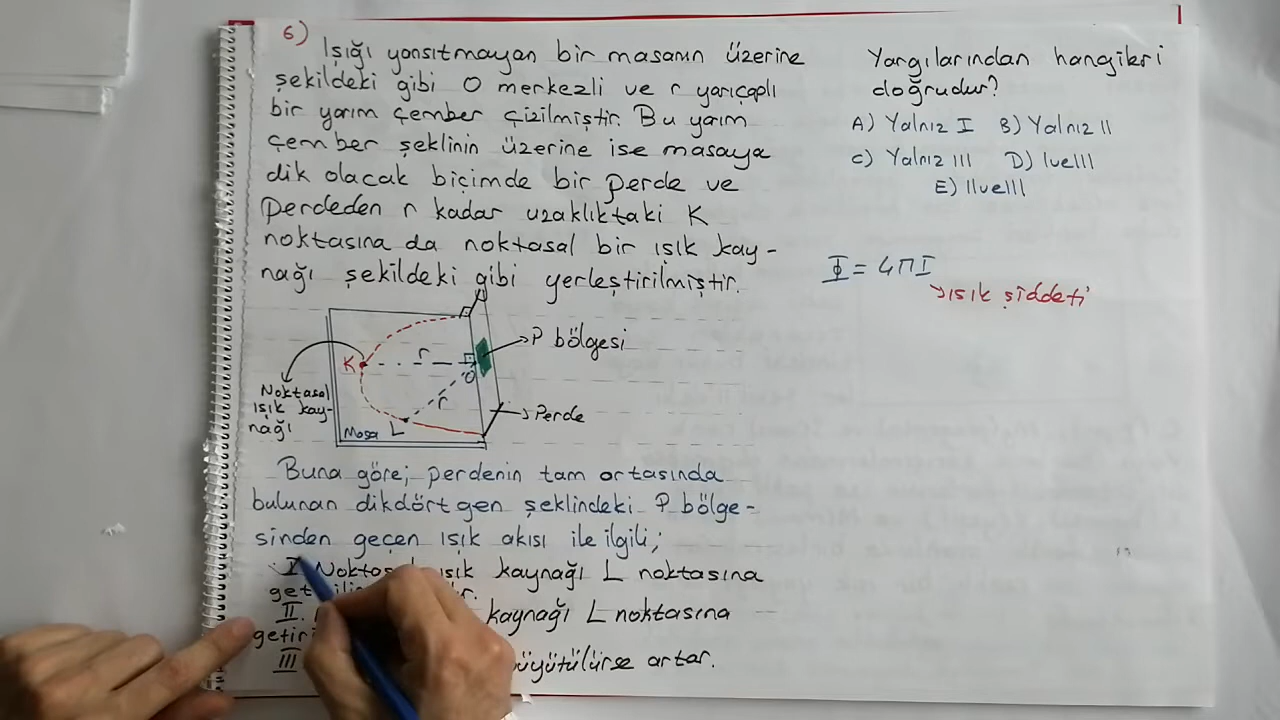 6)
Işığı yansıtmayan bir masanın üzerine
şekildeki gibi O merkezli ve r yarıçaplı
bir yarım çember çizilmiştir. Bu yarım
çember şeklinin üzerine ise masaya
dik olacak biçimde bir perde ve
perdeden r kadar uzaklıktaki K
noktasına da noktasal bir ışık kay-
nağı şekildeki gibi yerleştirilmiştir.
K
r
O
r
L
Masa
P bölgesi
Perde
Noktasal
ışık kay-
nağı
Buna göre; perdenin tam ortasında
bulunan dikdörtgen şeklindeki P bölge-
sinden geçen ışık akısı ile ilgili;
I Noktasal ışık kaynağı L noktasına
II. kaynağı L noktasına
III büyütülürse artar.
Yargılarından hangileri
doğrudur?
A) Yalnız I B) Yalnız II
C) Yalnız III D) I ve III
E) II ve III
Φ = 4ΠI
ışık şiddeti